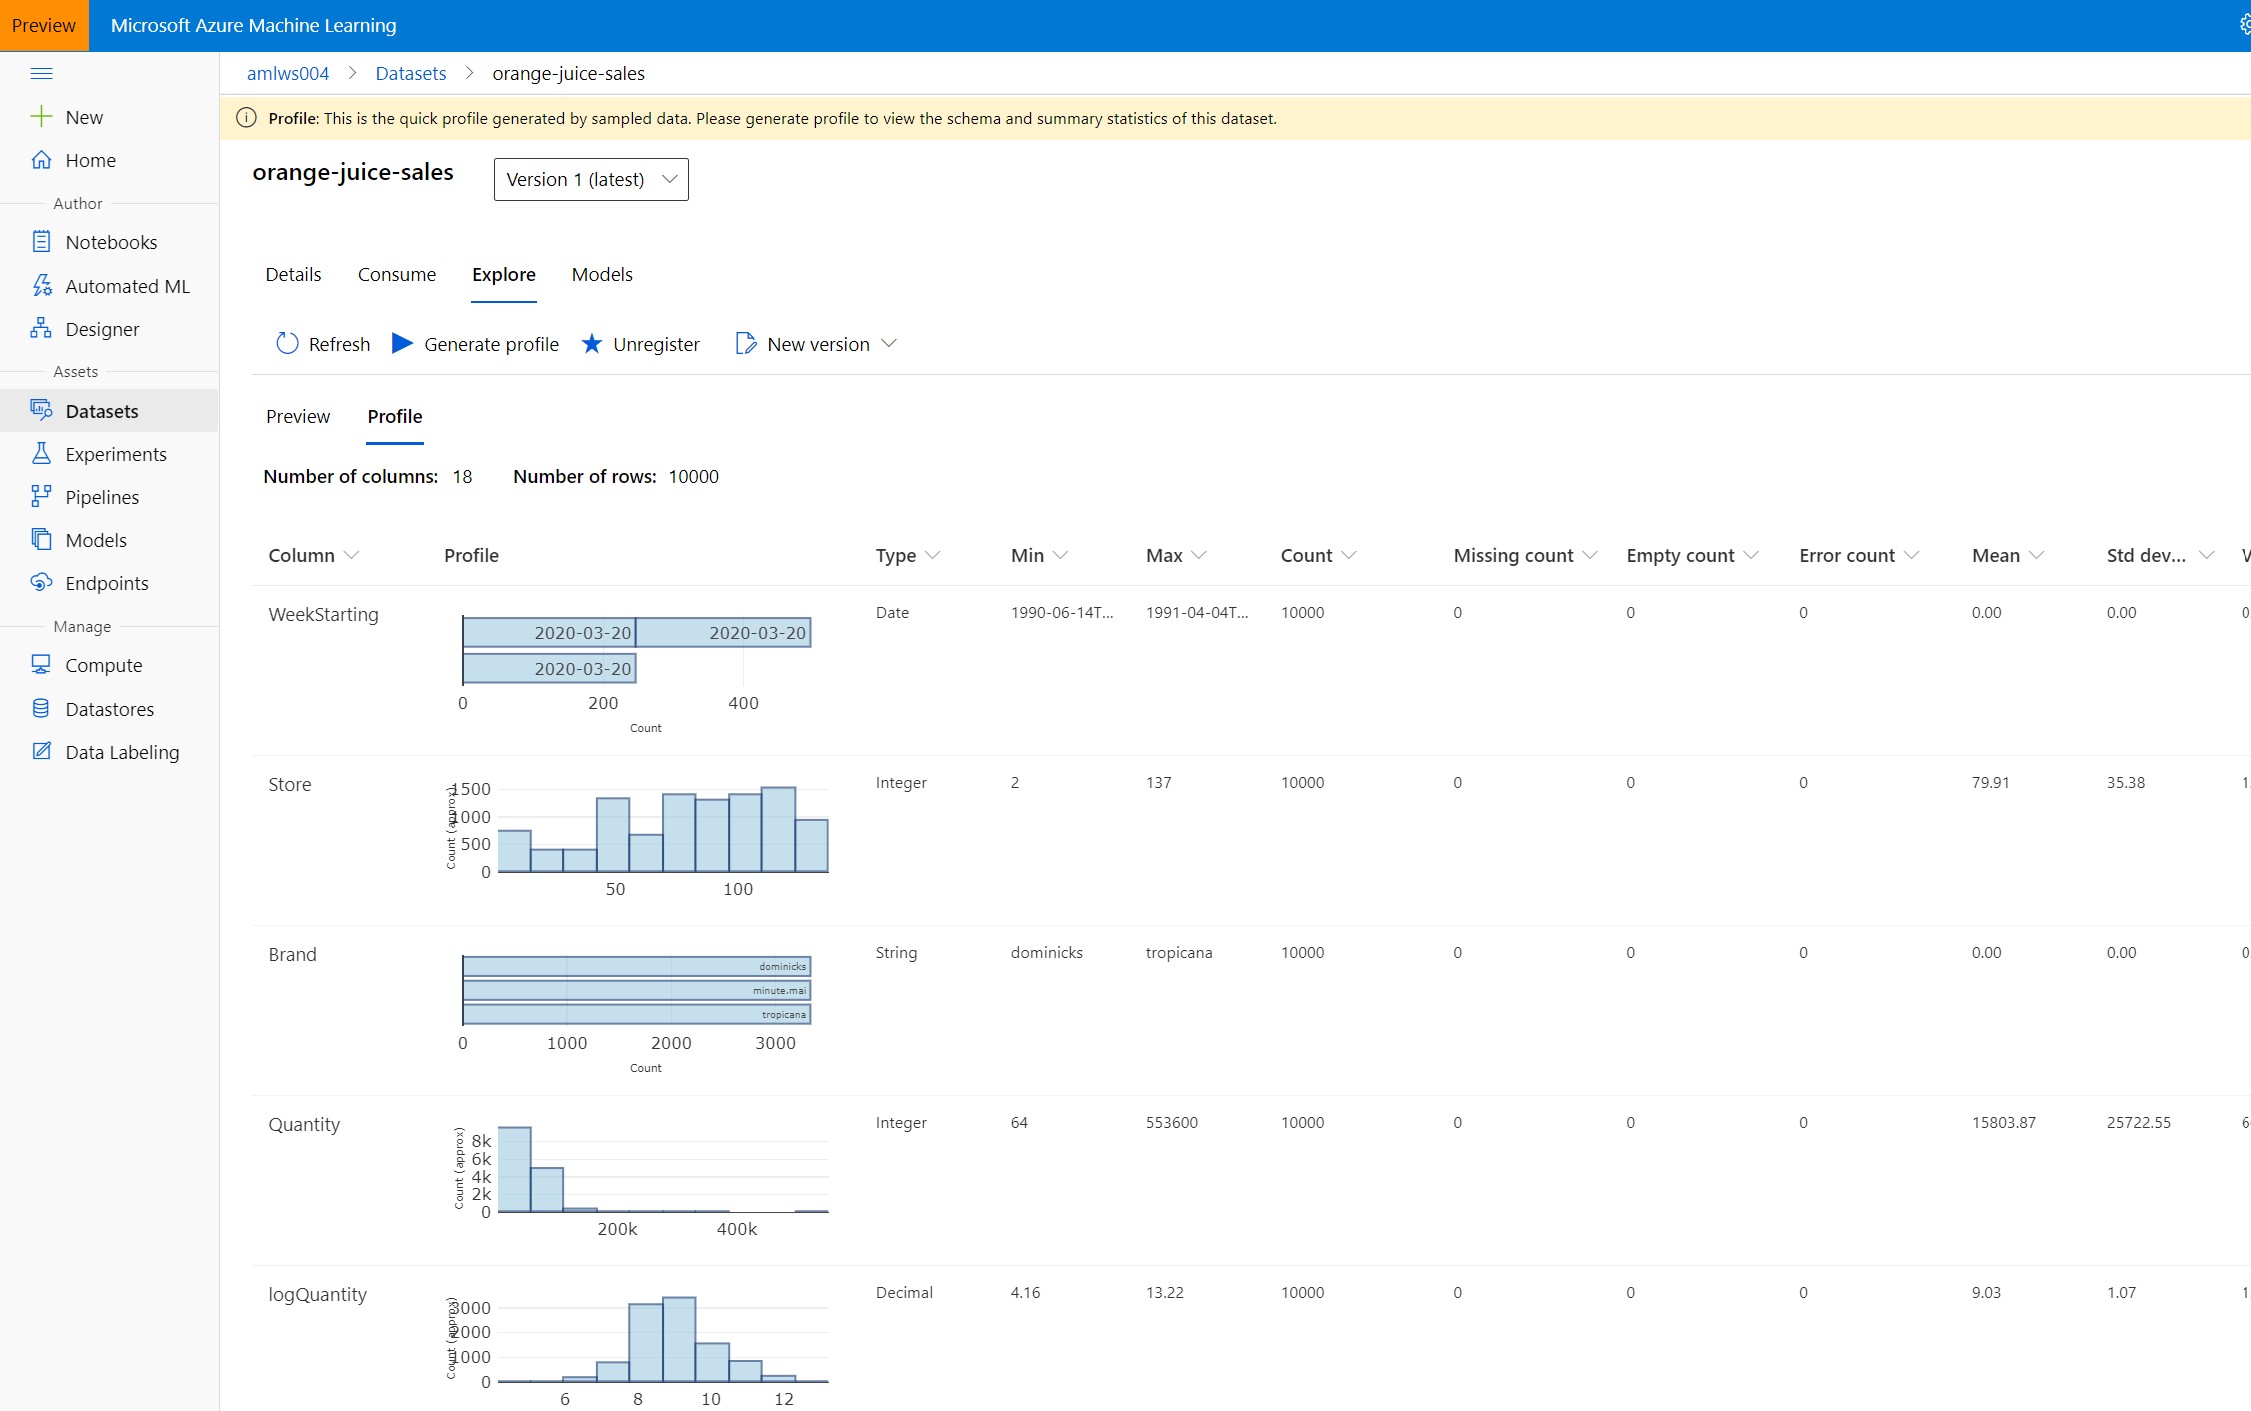 Preview Microsoft Azure Machine Learning
amlws004 > Datasets > orange-juice-sales
New
Home
Author
Notebooks
Automated ML
Designer
Assets
Datasets
Experiments
Pipelines
Models
Endpoints
Manage
Compute
Datastores
Data Labeling
Profile: This is the quick profile generated by sampled data. Please generate profile to view the schema and summary statistics of this dataset.
orange-juice-sales Version 1 (latest)
Details Consume Explore Models
Refresh Generate profile Unregister New version
Preview Profile
Number of columns: 18 Number of rows: 10000
Column Profile Type Min Max Count Missing count Empty count Error count Mean Std dev...
WeekStarting Date 1990-06-14T... 1991-04-04T... 10000 0 0 0 0.00 0.00
2020-03-20 2020-03-20
2020-03-20
0 200 400
Count
Store Integer 2 137 10000 0 0 0 79.91 35.38
Count (approx)
1500
1000
500
0
50 100
Brand String dominicks tropicana 10000 0 0 0 0.00 0.00
dominicks
minute.mai
tropicana
0 1000 2000 3000
Count
Quantity Integer 64 553600 10000 0 0 0 15803.87 25722.55
Count (approx)
8k
6k
4k
2k
0
200k 400k
logQuantity Decimal 4.16 13.22 10000 0 0 0 9.03 1.07
Count (approx)
3000
2000
1000
0
6 8 10 12